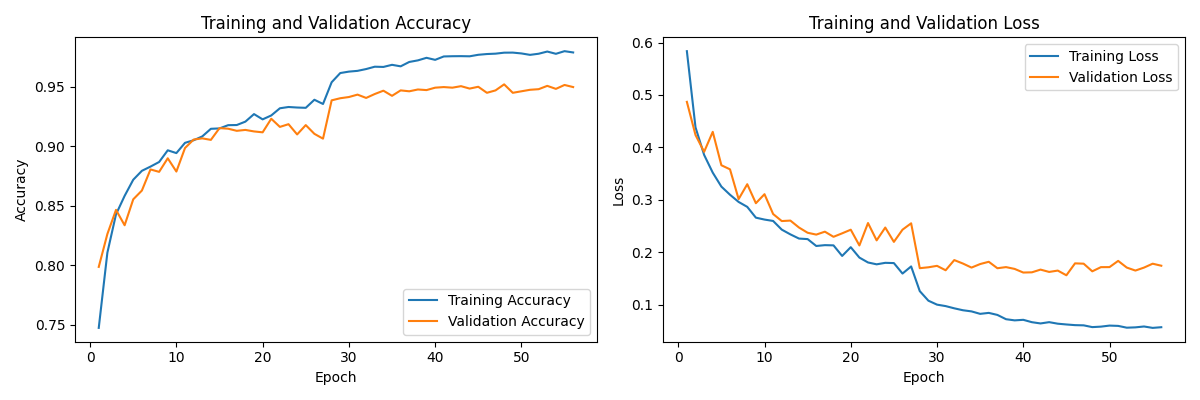 Training and Validation Accuracy
0.95
0.90
0.85
0.80
0.75
Accuracy
Training Accuracy
Validation Accuracy
0 10 20 30 40 50
Epoch
Training and Validation Loss
0.6
0.5
0.4
0.3
0.2
0.1
Loss
Training Loss
Validation Loss
0 10 20 30 40 50
Epoch